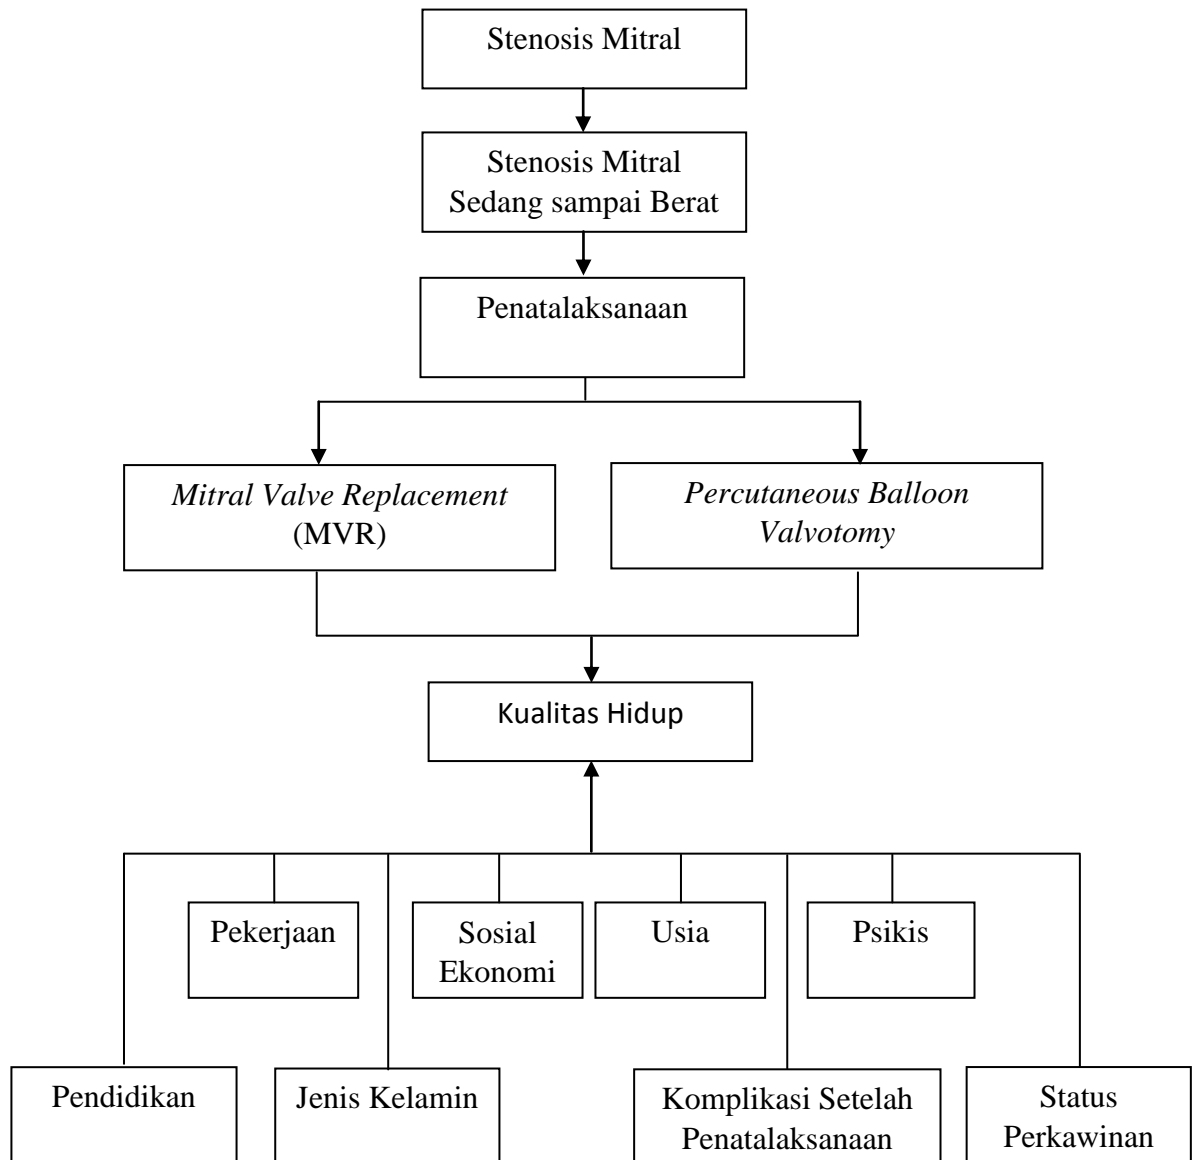 Stenosis Mitral
Stenosis Mitral
Sedang sampai Berat
Penatalaksanaan
Mitral Valve Replacement
(MVR)
Percutaneous Balloon
Valvotomy
Kualitas Hidup
Pekerjaan
Sosial
Ekonomi
Usia
Psikis
Pendidikan
Jenis Kelamin
Komplikasi Setelah
Penatalaksanaan
Status
Perkawinan